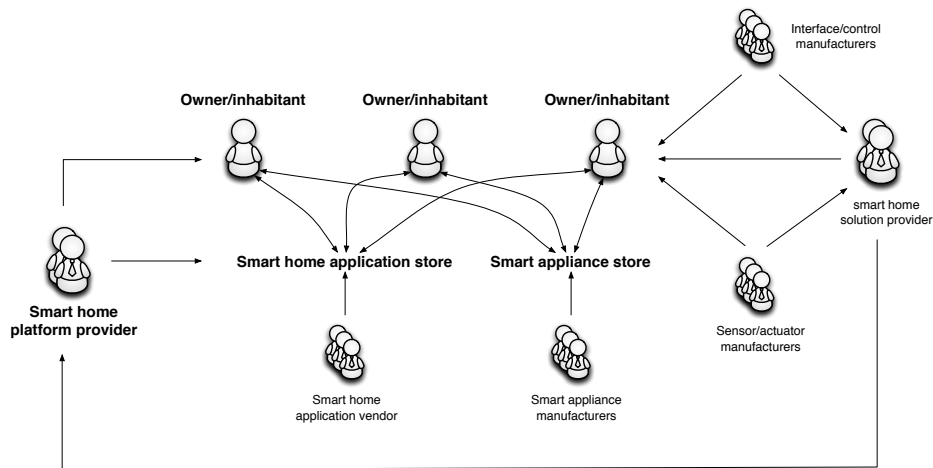 Interface/control
manufacturers
Owner/inhabitant
Owner/inhabitant
Owner/inhabitant
smart home
solution provider
Smart home application store
Smart appliance store
Smart home
platform provider
Sensor/actuator
manufacturers
Smart home
application vendor
Smart appliance
manufacturers